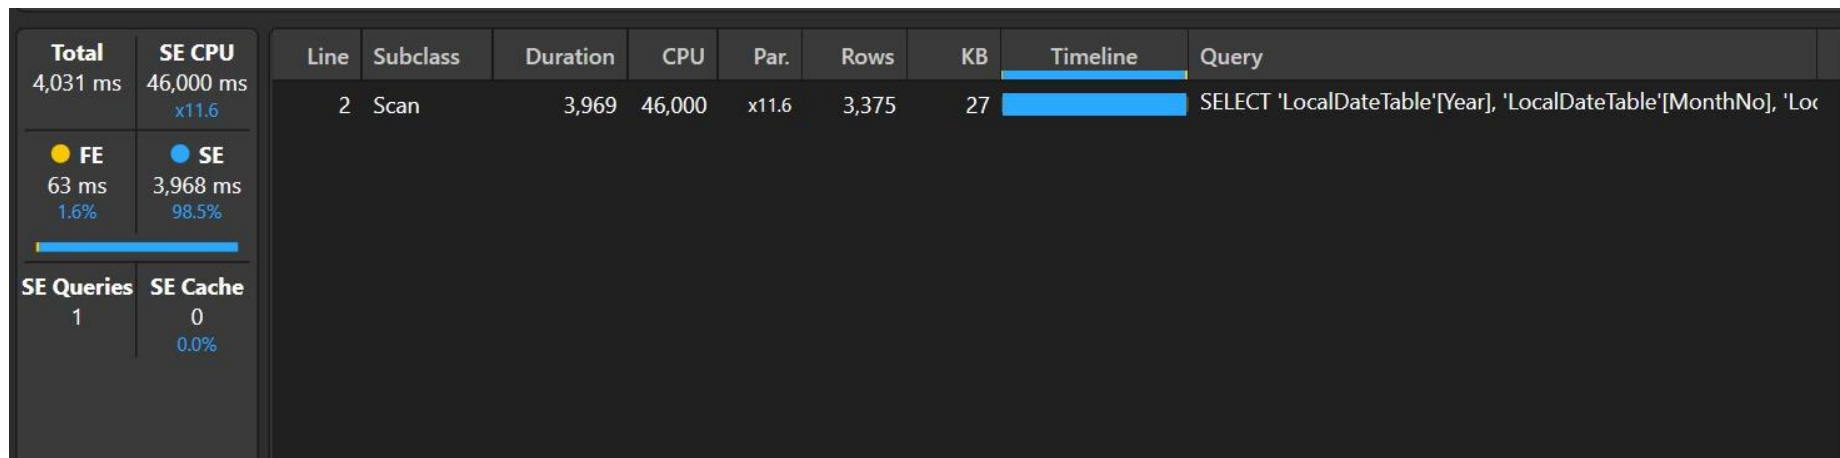 Total SE CPU
4,031 ms 46,000 ms
x11.6
FE SE
63 ms 3,968 ms
1.6% 98.5%
SE Queries SE Cache
1 0
0.0%
Line Subclass Duration CPU Par. Rows KB Timeline Query
2 Scan 3,969 46,000 x11.6 3,375 27 SELECT 'LocalDateTable'[Year], 'LocalDateTable'[MonthNo], 'Loc